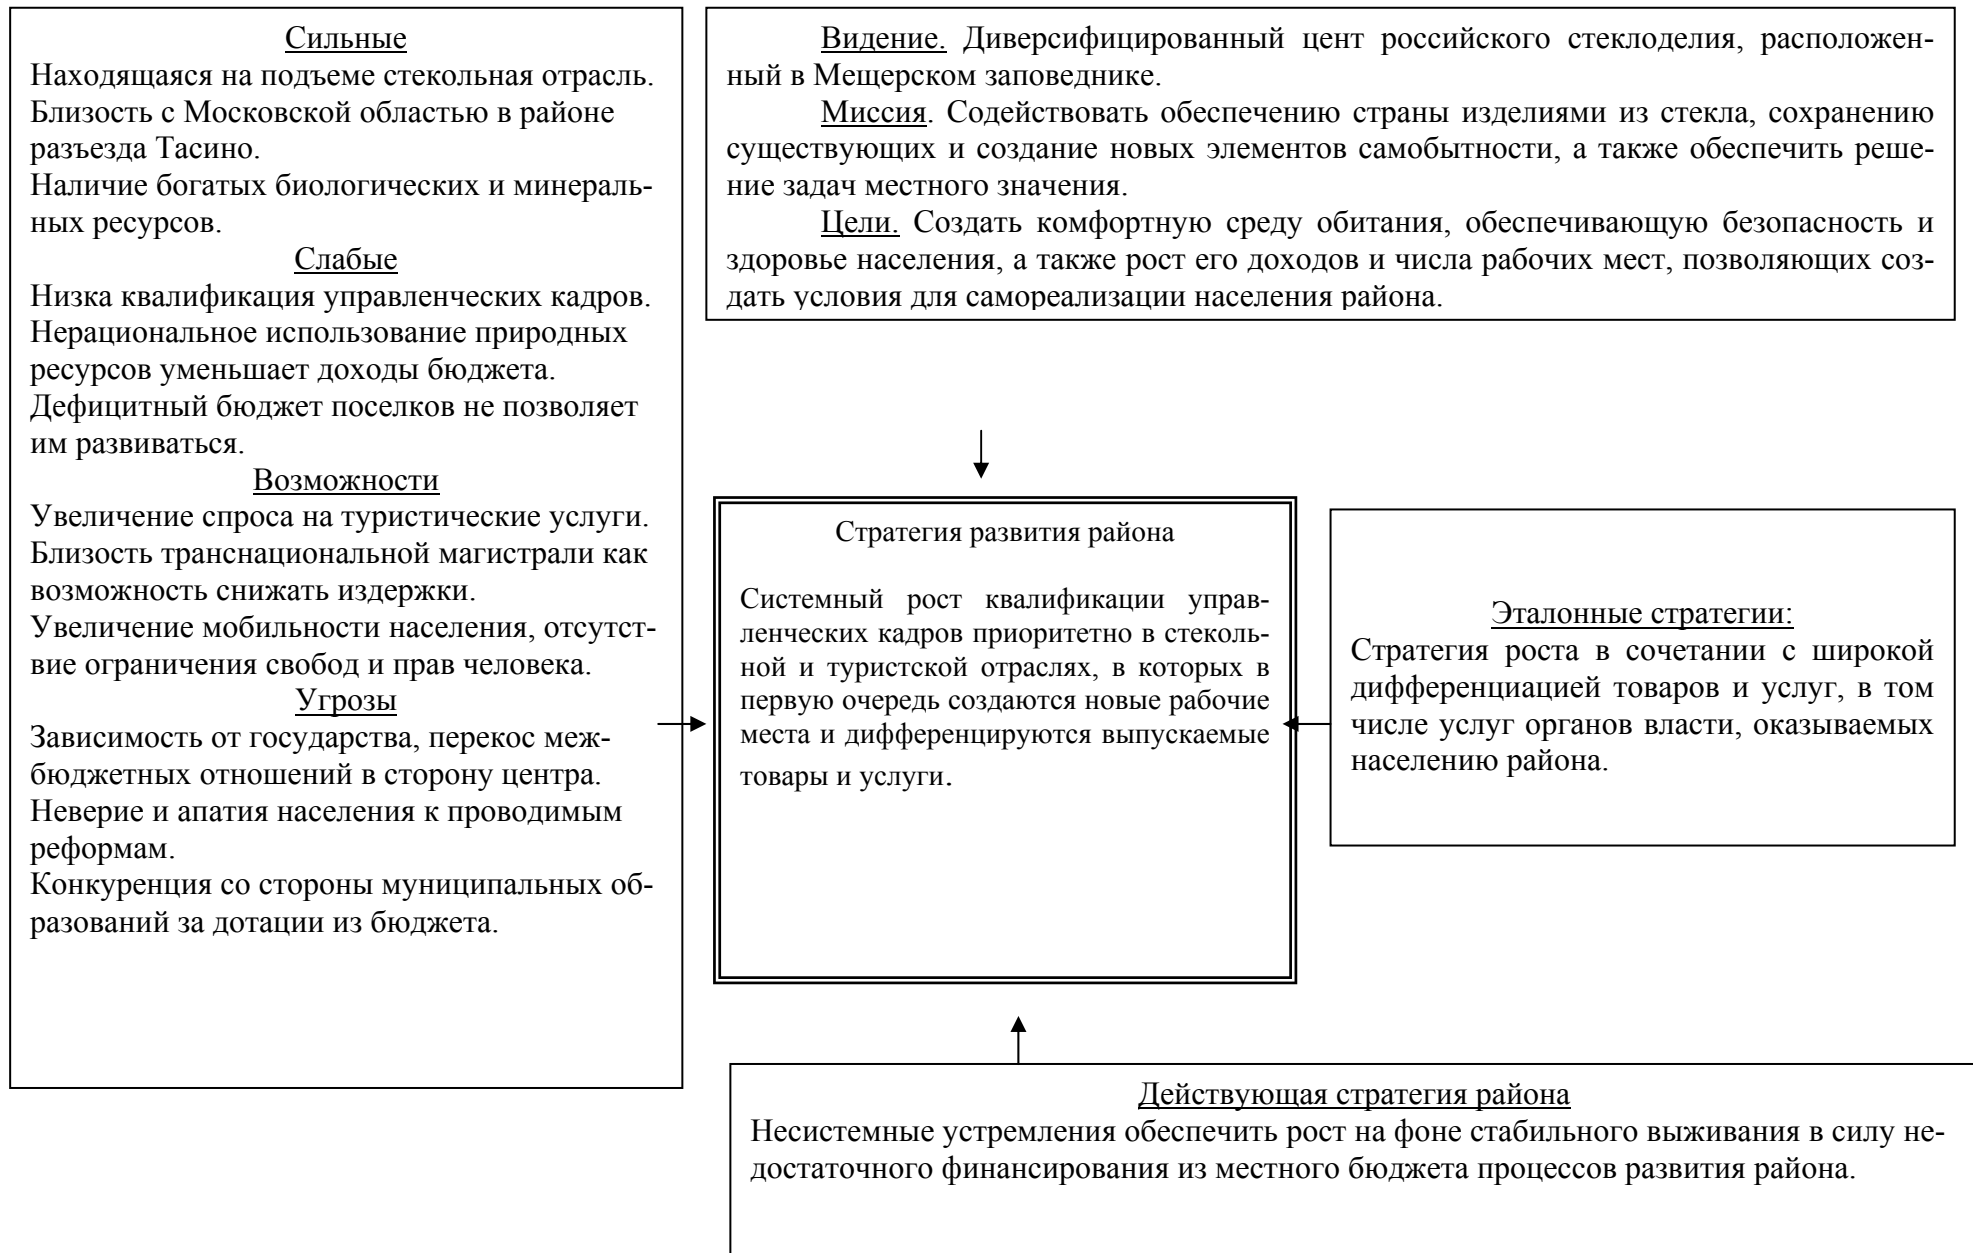 Сильные
Находящаяся на подъеме стекольная отрасль.
Близость с Московской областью в районе
разъезда Тасино.
Наличие богатых биологических и минераль-
ных ресурсов.
Слабые
Низка квалификация управленческих кадров.
Нерациональное использование природных
ресурсов уменьшает доходы бюджета.
Дефицитный бюджет поселков не позволяет
им развиваться.
Возможности
Увеличение спроса на туристические услуги.
Близость транснациональной магистрали как
возможность снижать издержки.
Увеличение мобильности населения, отсутст-
вие ограничения свобод и прав человека.
Угрозы
Зависимость от государства, перекос меж-
бюджетных отношений в сторону центра.
Неверие и апатия населения к проводимым
реформам.
Конкуренция со стороны муниципальных об-
разований за дотации из бюджета.
Видение. Диверсифицированный цент российского стеклоделия, расположен-
ный в Мещерском заповеднике.
Миссия. Содействовать обеспечению страны изделиями из стекла, сохранению
существующих и создание новых элементов самобытности, а также обеспечить реше-
ние задач местного значения.
Цели. Создать комфортную среду обитания, обеспечивающую безопасность и
здоровье населения, а также рост его доходов и числа рабочих мест, позволяющих соз-
дать условия для самореализации населения района.
Стратегия развития района
Системный рост квалификации управ-
ленческих кадров приоритетно в стеколь-
ной и туристской отраслях, в которых в
первую очередь создаются новые рабочие
места и дифференцируются выпускаемые
товары и услуги.
Эталонные стратегии:
Стратегия роста в сочетании с широкой
дифференциацией товаров и услуг, в том
числе услуг органов власти, оказываемых
населению района.
Действующая стратегия района
Несистемные устремления обеспечить рост на фоне стабильного выживания в силу не-
достаточного финансирования из местного бюджета процессов развития района.